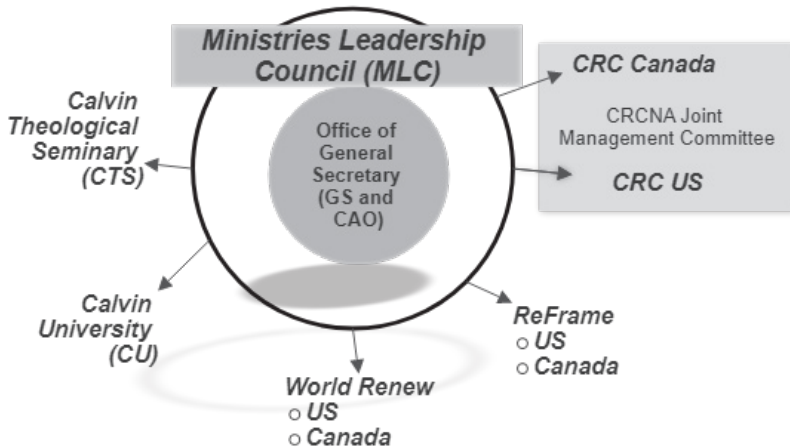 Ministries Leadership
Council (MLC)
CRC Canada
CRCNA Joint
Management Committee
CRC US
Calvin
Theological
Seminary
(CTS)
Office of
General
Secretary
(GS and
CAO)
Calvin
University
(CU)
ReFrame
○ US
○ Canada
World Renew
○ US
○ Canada